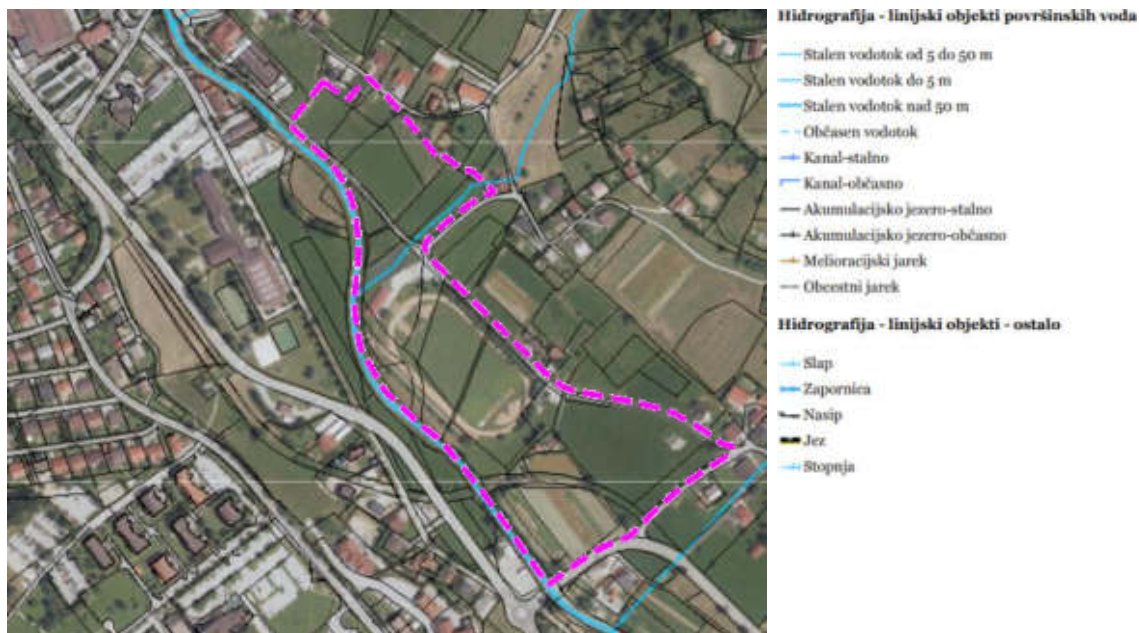 Hidrografija - linijski objekti površinskih voda
Stalen vodotok od 5 do 50 m
Stalen vodotok do 5 m
Stalen vodotok nad 50 m
Občasen vodotok
Kanal-stalno
Kanal-občasno
Akumulacijsko jezero-stalno
Akumulacijsko jezero-občasno
Melioracijski jarek
Obcestni jarek
Hidrografija - linijski objekti - ostalo
Slap
Zapornica
Nasip
Jez
Stopnja